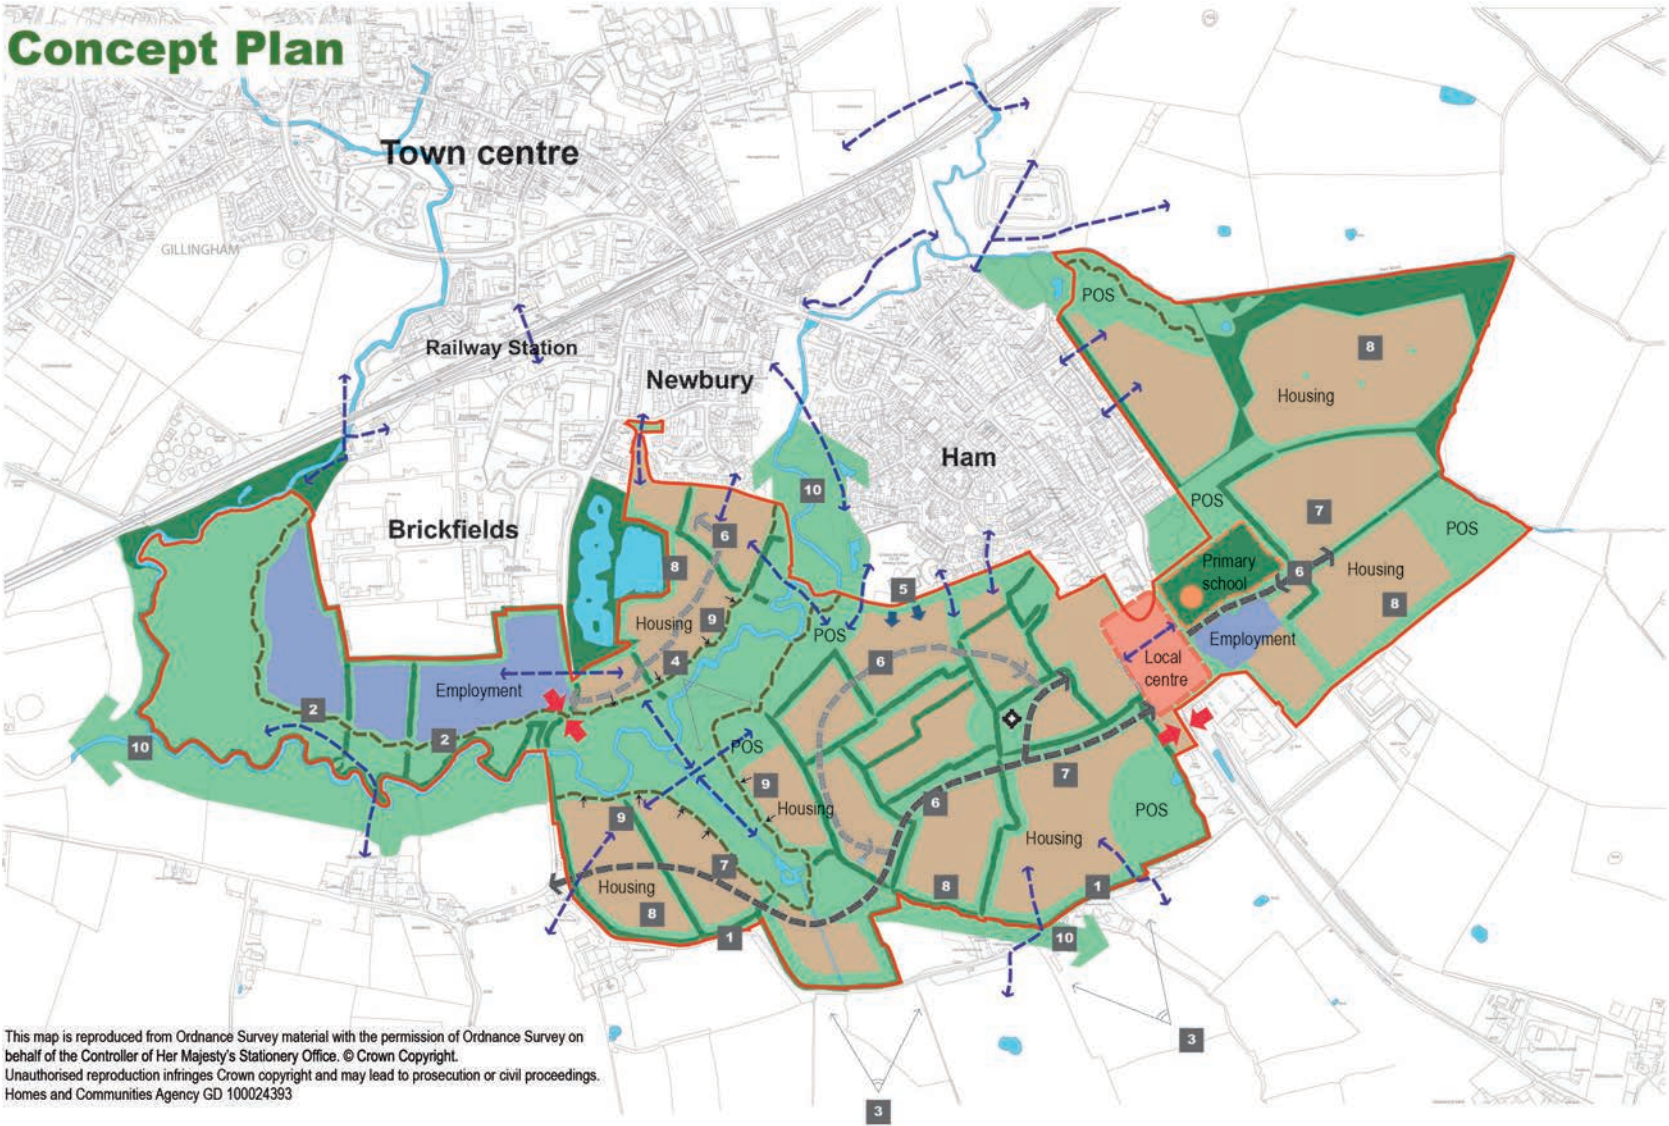 Concept Plan
Town centre
GILLINGHAM
POS
Railway Station
8
Newbury
Housing
Ham
10
POS
7
POS
Brickfields
6
Primary
school
6
Housing
8
5
8
9
Housing
POS
Employment
4
6
Local
centre
Employment
2
2
10
POS
7
9
Housing
6
POS
9
Housing
7
Housing
8
8
1
1
10
3
3
This map is reproduced from Ordnance Survey material with the permission of Ordnance Survey on
behalf of the Controller of Her Majesty's Stationery Office. © Crown Copyright.
Unauthorised reproduction infringes Crown copyright and may lead to prosecution or civil proceedings.
Homes and Communities Agency GD 100024393